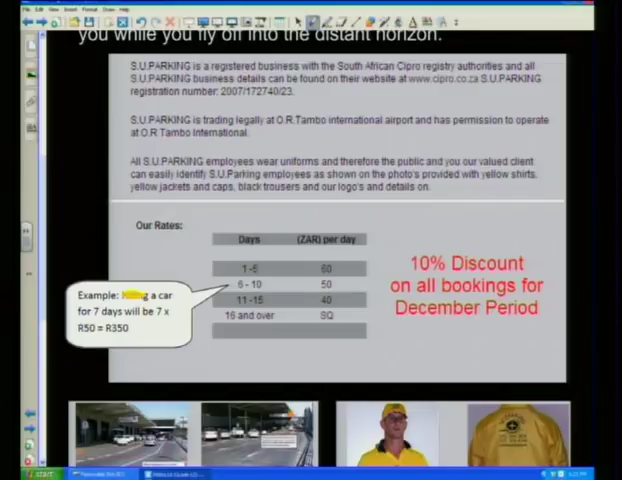 you while you fly off into the distant horizon.
S.U.PARKING is a registered business with the South African Cipro registry authorities and all
S.U.PARKING business details can be found on their website at www.cipro.co.za S.U.PARKING
registration number: 2007/172740/23.
S.U.PARKING is trading legally at O.R.Tambo international airport and has permission to operate
at O.R Tambo International.
All S.U.PARKING employees wear uniforms and therefore the public and you our valued client
can easily identify S.U.Parking employees as shown on the photo's provided with yellow shirts,
yellow jackets and caps, black trousers and our logo's and details on.
Our Rates:
Days (ZAR) per day
1 -5 60
6 - 10 50
11 -15 40
16 and over SQ
10% Discount
on all bookings for
December Period
Example: a car
for 7 days will be 7 x
R50 = R350
start